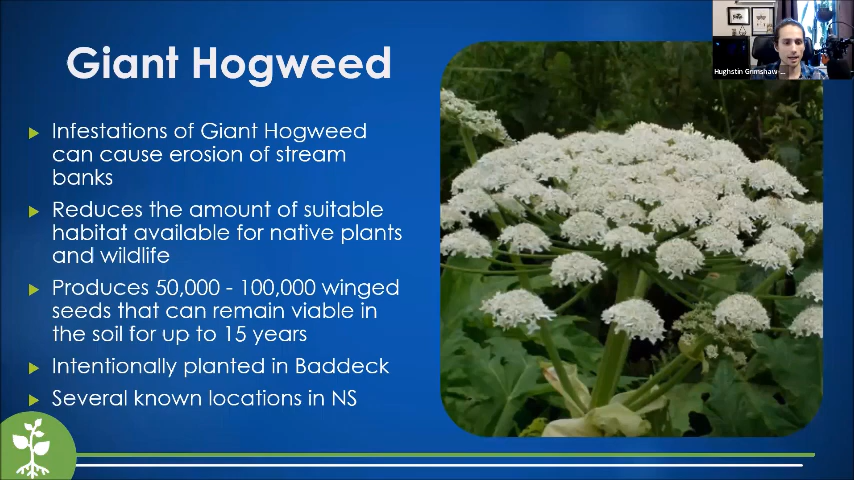 Giant Hogweed
Infestations of Giant Hogweed
can cause erosion of stream
banks
Reduces the amount of suitable
habitat available for native plants
and wildlife
Produces 50,000 - 100,000 winged
seeds that can remain viable in
the soil for up to 15 years
Intentionally planted in Baddeck
Several known locations in NS
Hughstin Grimshaw-...